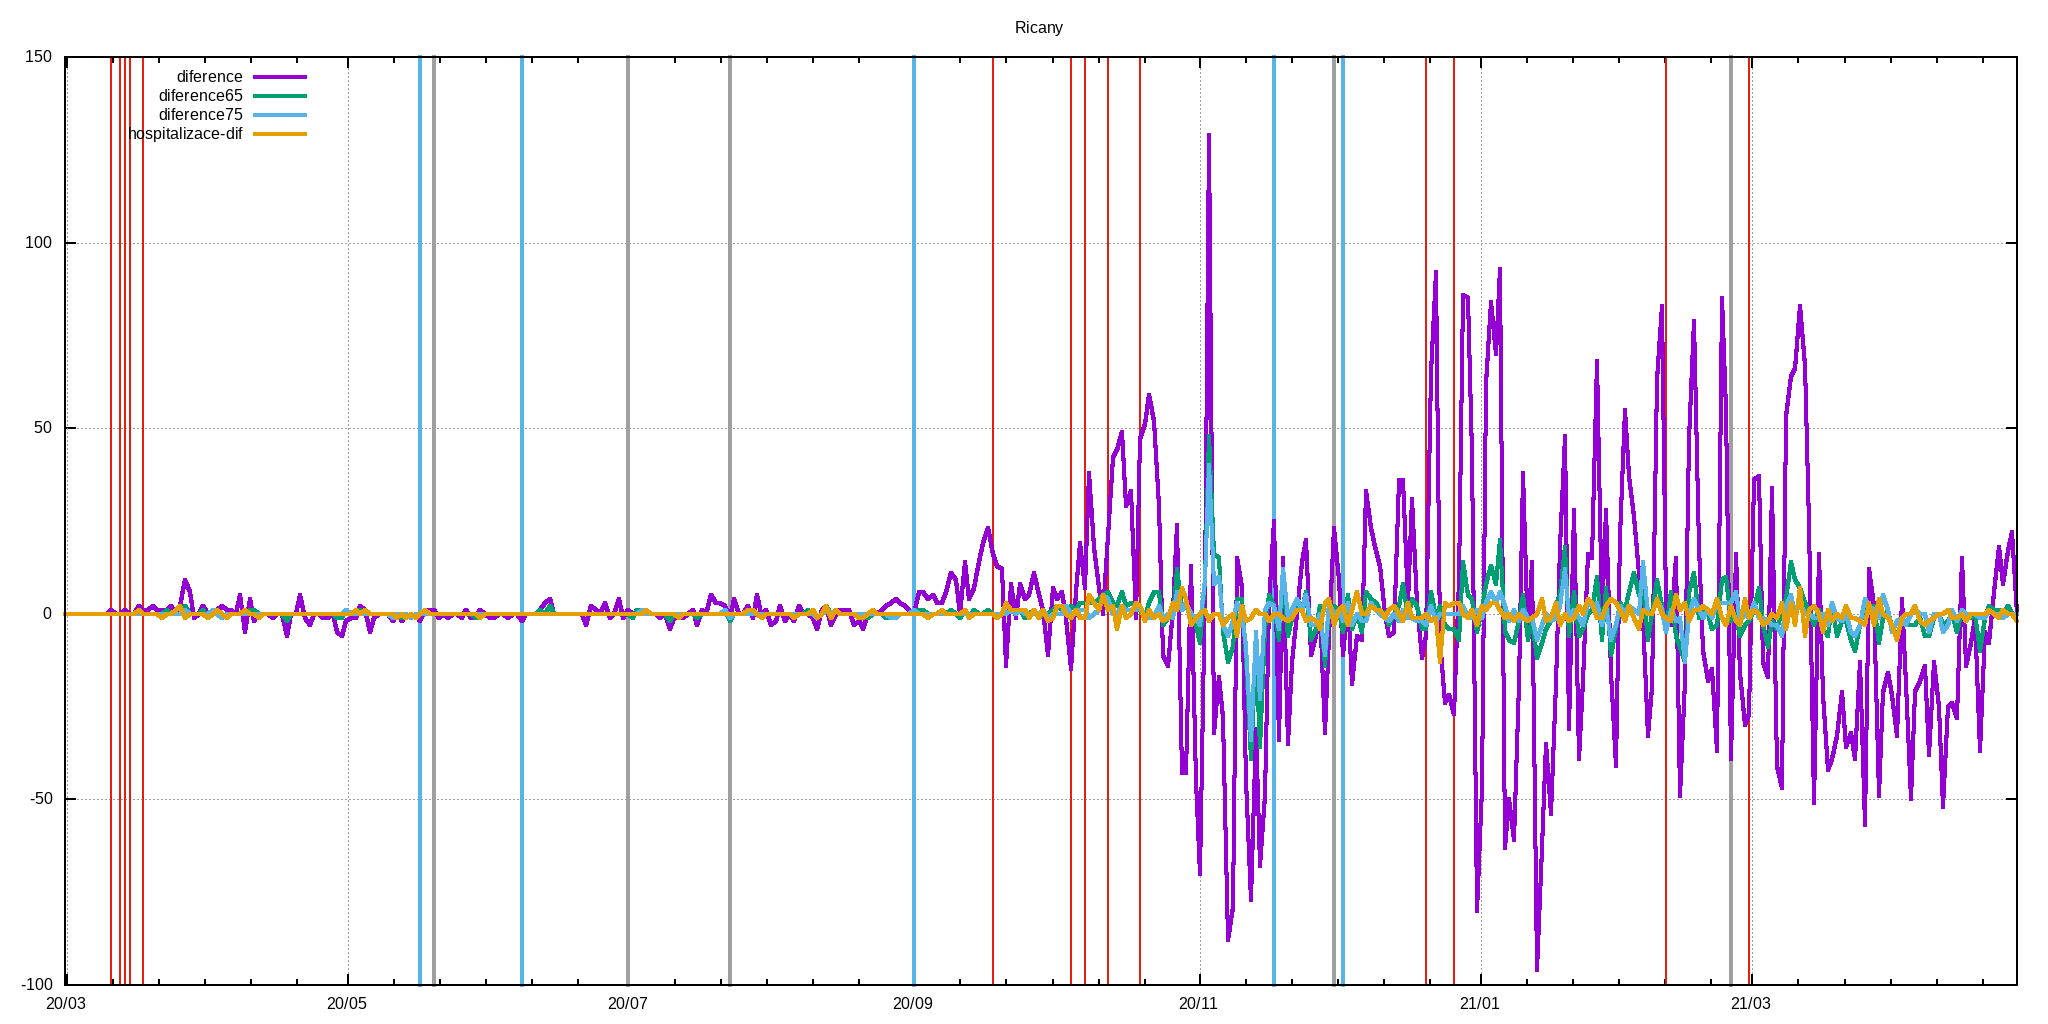 Ricany
150
diference
diference65
diference75
hospitalizace-dif
100
50
0
-50
-100
20/03 20/05 20/07 20/09 20/11 21/01 21/03